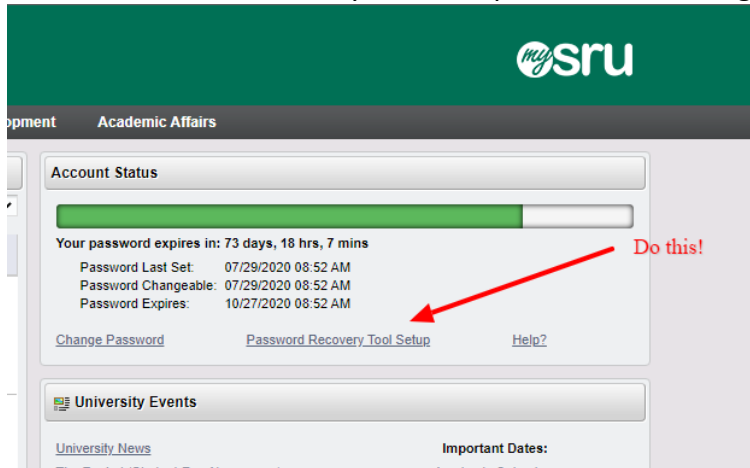 my sru
opment Academic Affairs
Account Status
Your password expires in: 73 days, 18 hrs, 7 mins
Do this!
Password Last Set: 07/29/2020 08:52 AM
Password Changeable: 07/29/2020 08:52 AM
Password Expires: 10/27/2020 08:52 AM
Change Password Password Recovery Tool Setup Help?
University Events
University News Important Dates: